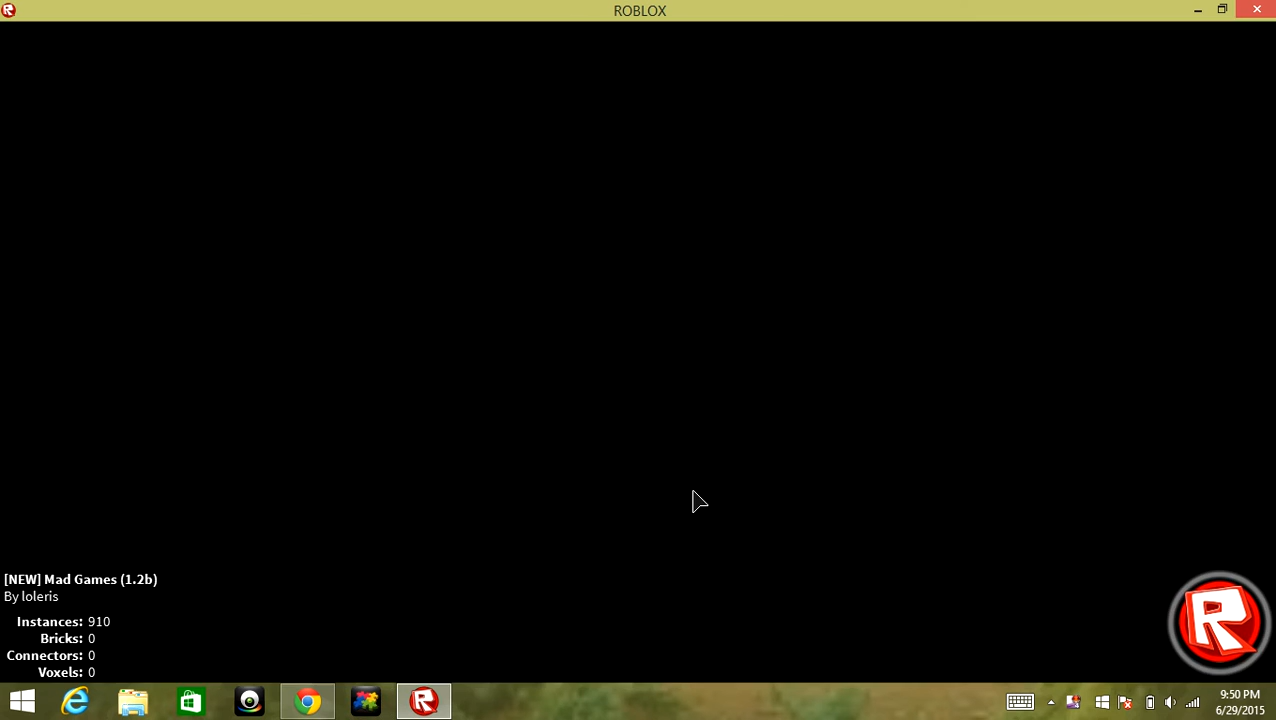 ROBLOX
[NEW] Mad Games (1.2b)
By loleris
Instances: 910
Bricks: 0
Connectors: 0
Voxels: 0
9:50 PM
6/29/2015